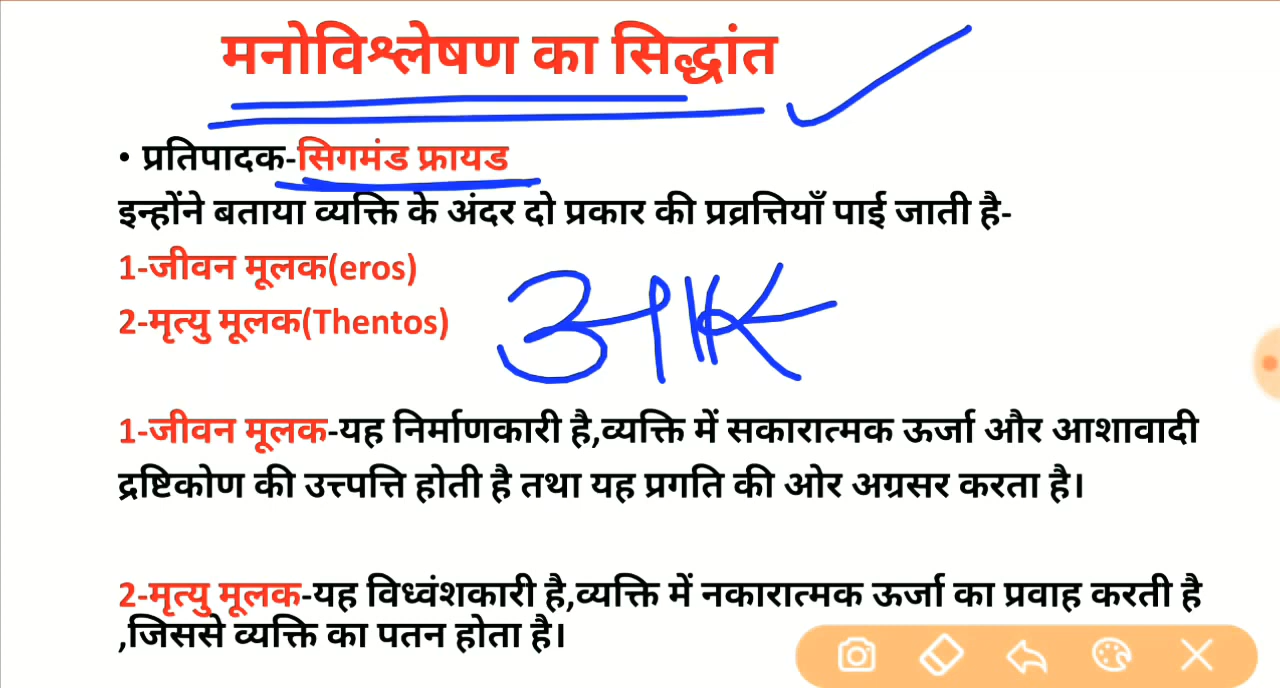 मनोविश्लेषण का सिद्धांत
• प्रतिपादक-सिगमंड फ्रायड
इन्होंने बताया व्यक्ति के अंदर दो प्रकार की प्रव्रत्तियाँ पाई जाती है-
1-जीवन मूलक(eros)
2-मृत्यु मूलक(Thentos)
1-जीवन मूलक-यह निर्माणकारी है,व्यक्ति में सकारात्मक ऊर्जा और आशावादी
द्रष्टिकोण की उत्त्पत्ति होती है तथा यह प्रगति की ओर अग्रसर करता है।
2-मृत्यु मूलक-यह विध्वंशकारी है,व्यक्ति में नकारात्मक ऊर्जा का प्रवाह करती है
,जिससे व्यक्ति का पतन होता है।